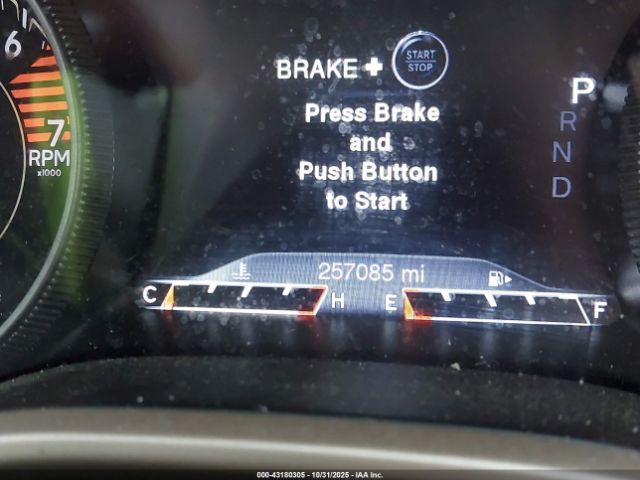 6
7
RPM
x1000
BRAKE + START
STOP
Press Brake
and
Push Button
to Start
P
R
N
D
257085 mi
C H E F
000-43180305 - 10/31/2025 - IAA Inc.